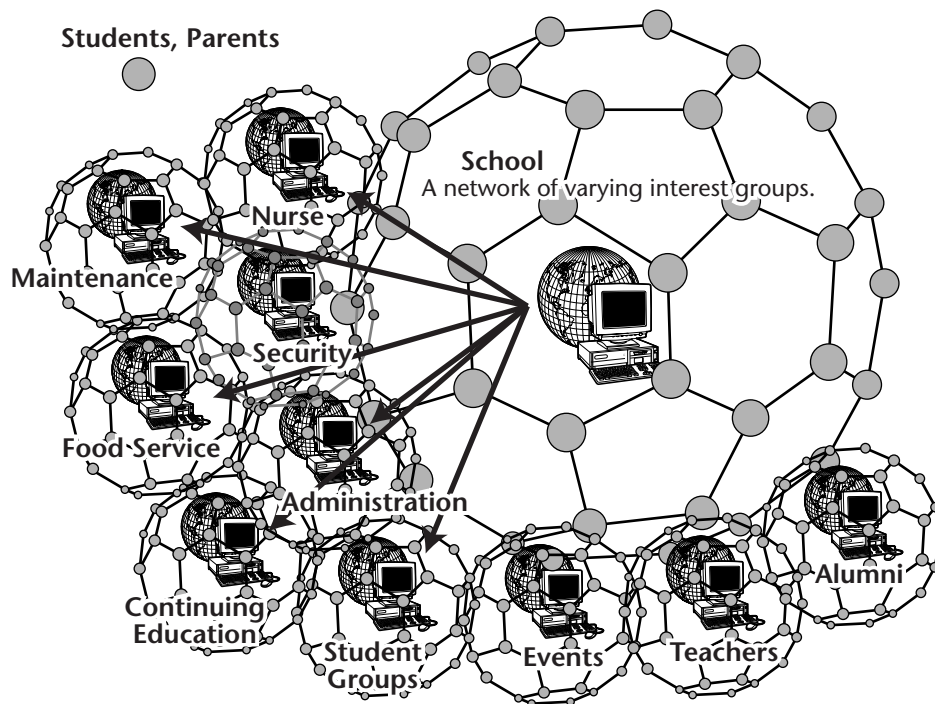 Students, Parents
School
A network of varying interest groups.
Nurse
Maintenance
Security
Food Service
Administration
Alumni
Continuing
Education
Student
Groups
Events
Teachers